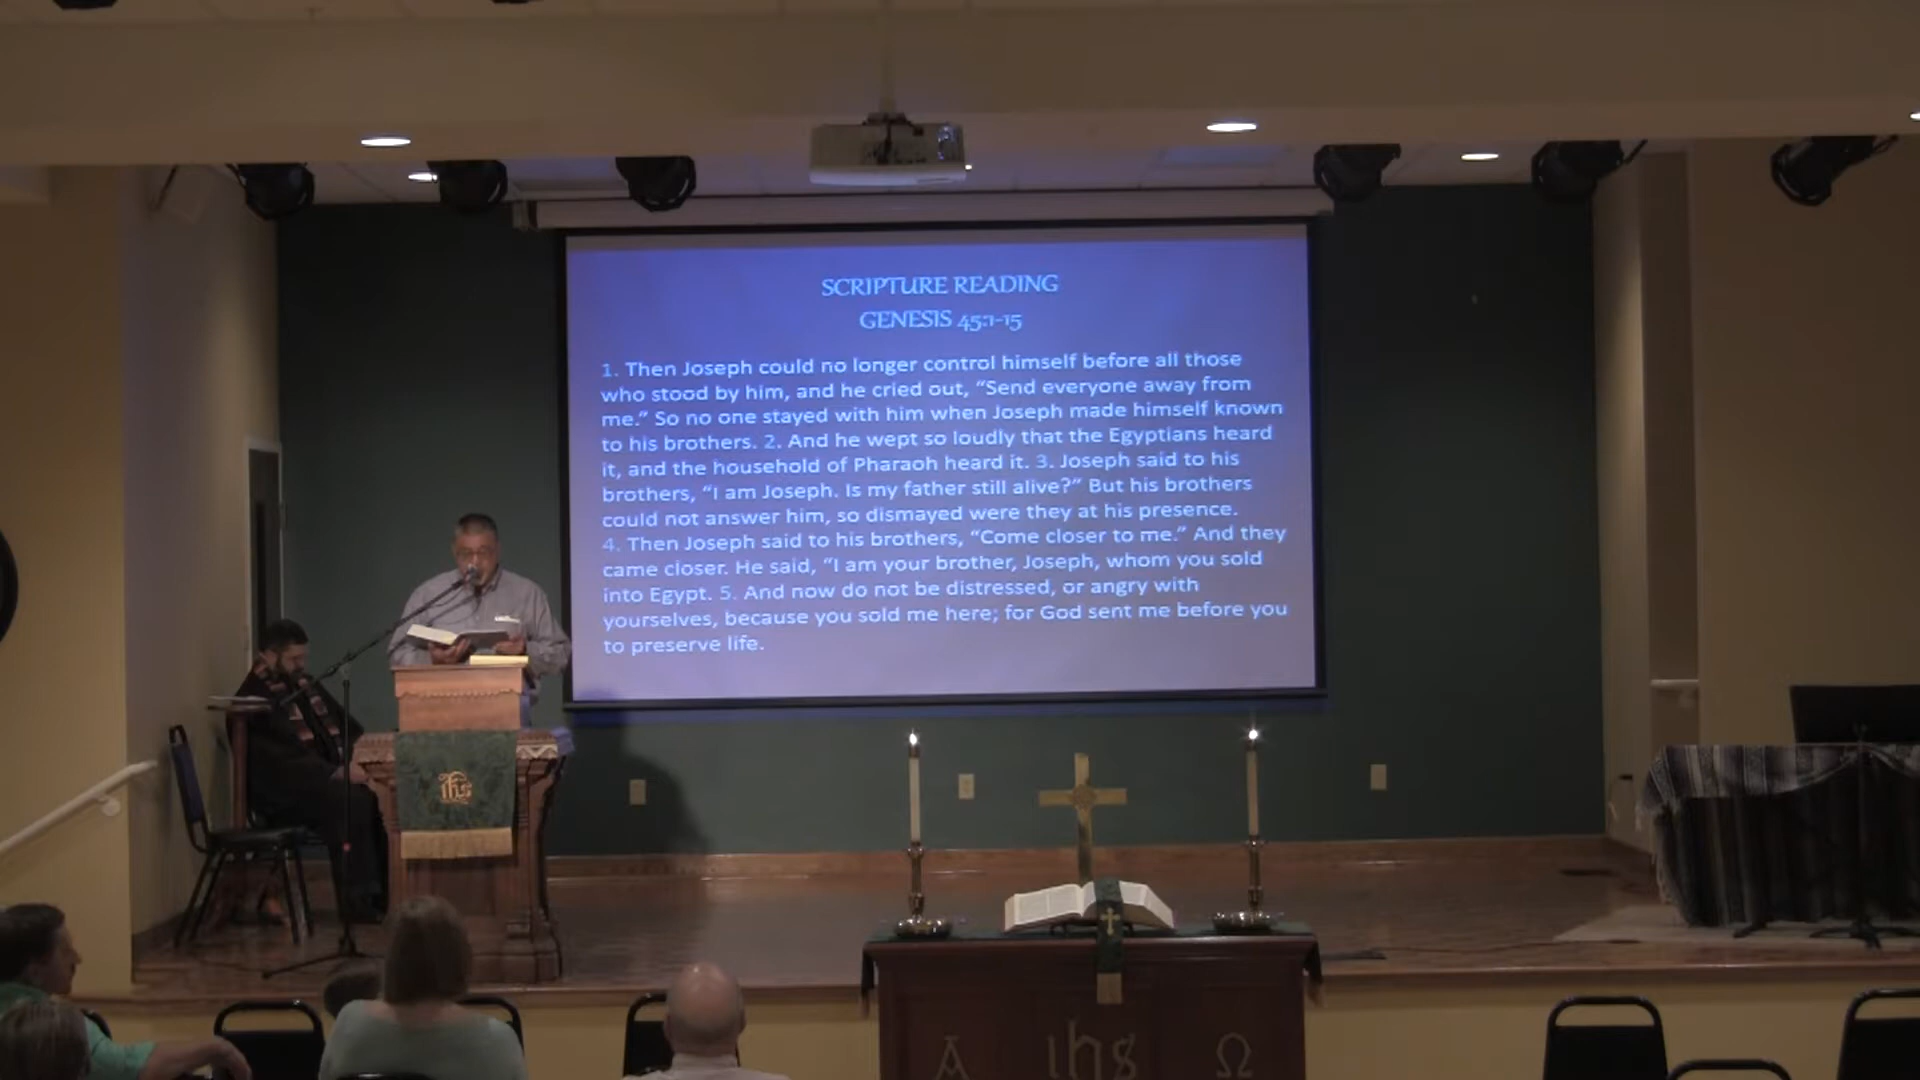 SCRIPTURE READING
GENESIS 45:1-15
1. Then Joseph could no longer control himself before all those
who stood by him, and he cried out, “Send everyone away from
me.” So no one stayed with him when Joseph made himself known
to his brothers. 2. And he wept so loudly that the Egyptians heard
it, and the household of Pharaoh heard it. 3. Joseph said to his
brothers, “I am Joseph. Is my father still alive?” But his brothers
could not answer him, so dismayed were they at his presence.
4. Then Joseph said to his brothers, “Come closer to me.” And they
came closer. He said, “I am your brother, Joseph, whom you sold
into Egypt. 5. And now do not be distressed, or angry with
yourselves, because you sold me here; for God sent me before you
to preserve life.
ihs
Α ihs Ω